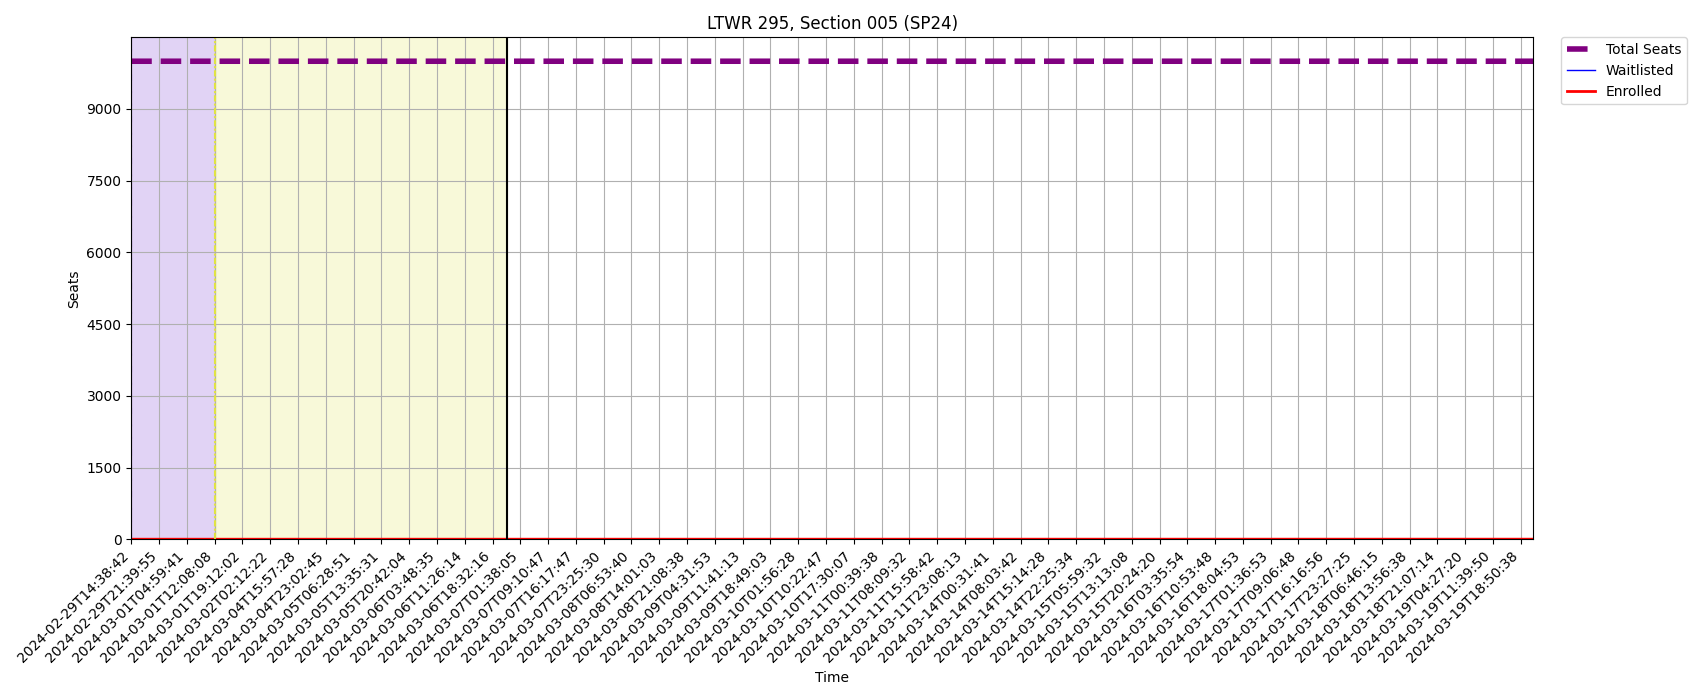 LTWR 295, Section 005 (SP24)
Total Seats
Waitlisted
Enrolled
Seats
9000
7500
6000
4500
3000
1500
0
2024-02-29T14:38:42
2024-02-29T21:39:55
2024-03-01T04:59:41
2024-03-01T12:08:08
2024-03-01T19:12:02
2024-03-02T02:12:22
2024-03-04T15:57:28
2024-03-04T23:02:45
2024-03-05T06:28:51
2024-03-05T13:35:31
2024-03-05T20:42:04
2024-03-06T03:48:35
2024-03-06T11:26:14
2024-03-06T18:32:16
2024-03-07T01:38:05
2024-03-07T09:10:47
2024-03-07T16:17:47
2024-03-07T23:25:30
2024-03-08T06:53:40
2024-03-08T14:01:03
2024-03-08T21:08:38
2024-03-09T04:31:53
2024-03-09T11:41:13
2024-03-09T18:49:03
2024-03-10T01:56:28
2024-03-10T10:22:47
2024-03-10T17:30:07
2024-03-11T00:39:38
2024-03-11T08:09:32
2024-03-11T15:58:42
2024-03-11T23:08:13
2024-03-14T00:31:41
2024-03-14T08:03:42
2024-03-14T15:14:28
2024-03-14T22:25:34
2024-03-15T05:59:32
2024-03-15T13:13:08
2024-03-15T20:24:20
2024-03-16T03:35:54
2024-03-16T10:53:48
2024-03-16T18:04:53
2024-03-17T01:36:53
2024-03-17T09:06:48
2024-03-17T16:16:56
2024-03-17T23:27:25
2024-03-18T06:46:15
2024-03-18T13:56:38
2024-03-18T21:07:14
2024-03-19T04:27:20
2024-03-19T11:39:50
2024-03-19T18:50:38
Time